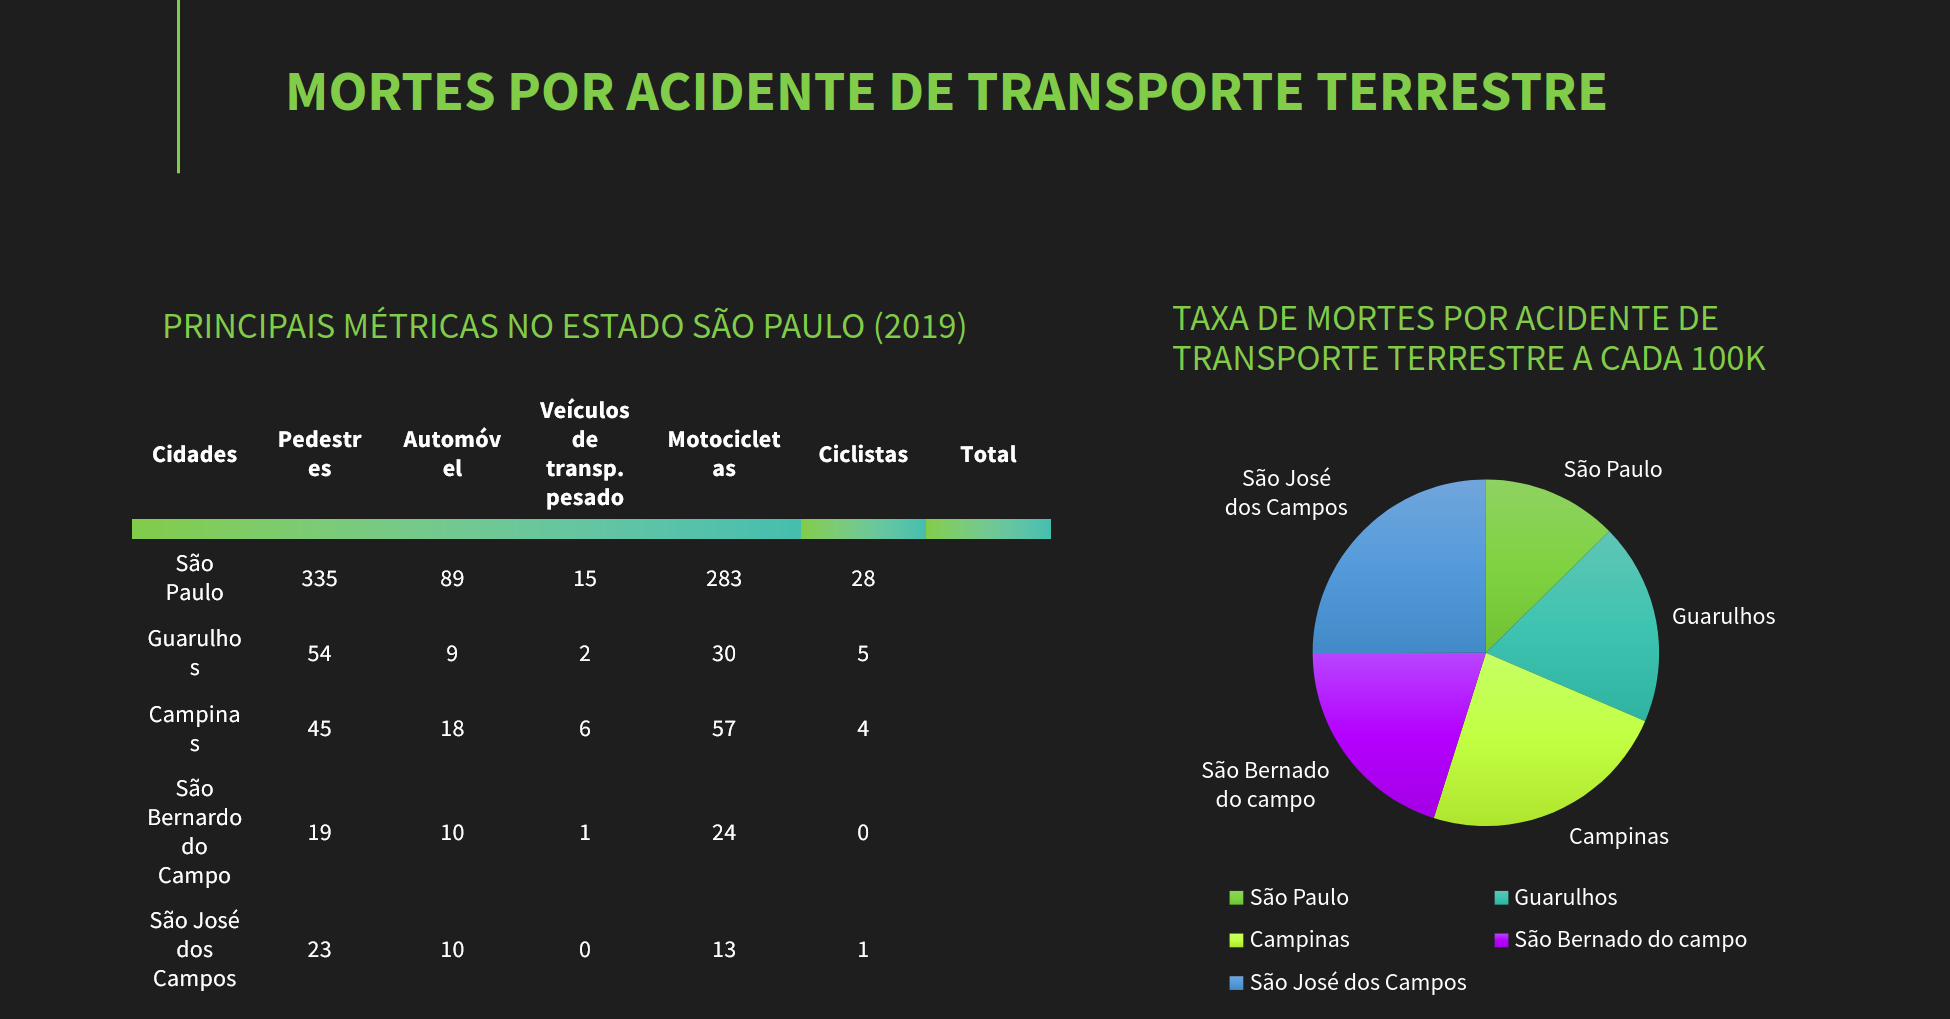 MORTES POR ACIDENTE DE TRANSPORTE TERRESTRE
PRINCIPAIS MÉTRICAS NO ESTADO SÃO PAULO (2019)
Cidades
Pedestr
es
Automóv
el
Veículos
de
transp.
pesado
Motociclet
as
Ciclistas
Total
São
Paulo
335
89
15
283
28
Guarulho
s
54
9
2
30
5
Campina
s
45
18
6
57
4
São
Bernardo
do
Campo
19
10
1
24
0
São José
dos
Campos
23
10
0
13
1
TAXA DE MORTES POR ACIDENTE DE
TRANSPORTE TERRESTRE A CADA 100K
São José
dos Campos
São Paulo
Guarulhos
São Bernado
do campo
Campinas
São Paulo
Guarulhos
Campinas
São Bernado do campo
São José dos Campos